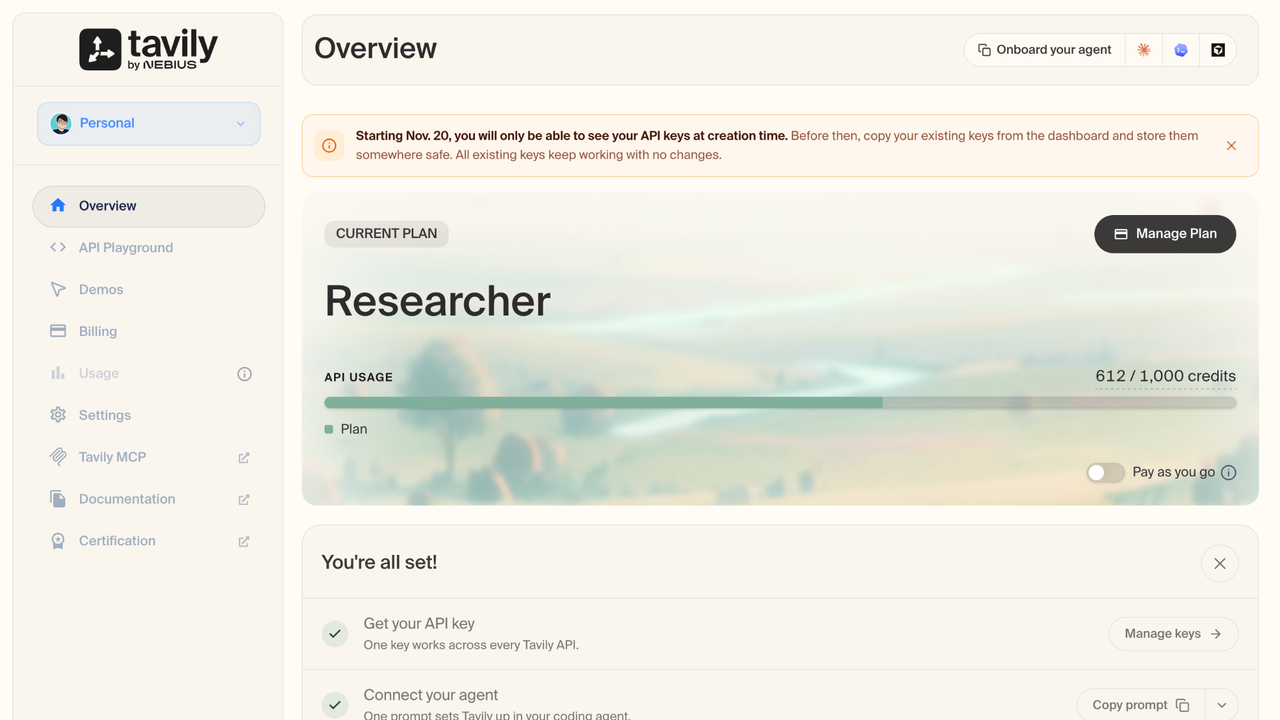 tavily
by NEBIUS
Personal
Overview
API Playground
Demos
Billing
Usage
Settings
Tavily MCP
Documentation
Certification
Overview
Onboard your agent
Starting Nov. 20, you will only be able to see your API keys at creation time. Before then, copy your existing keys from the dashboard and store them
somewhere safe. All existing keys keep working with no changes.
CURRENT PLAN
Manage Plan
Researcher
API USAGE
612 / 1,000 credits
Plan
Pay as you go
You're all set!
Get your API key
One key works across every Tavily API.
Manage keys
Connect your agent
One prompt sets Tavily up in your coding agent.
Copy prompt